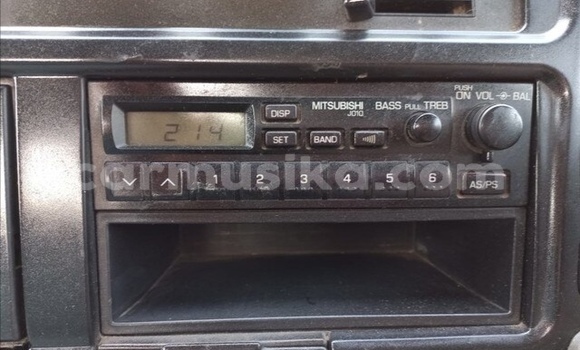 PUSH
ON VOL BAL
DISP MITSUBISHI BASS PULL TREB
J010
2 14
SET BAND
1 2 3 4 5 6 AS/PS
carmusika.com